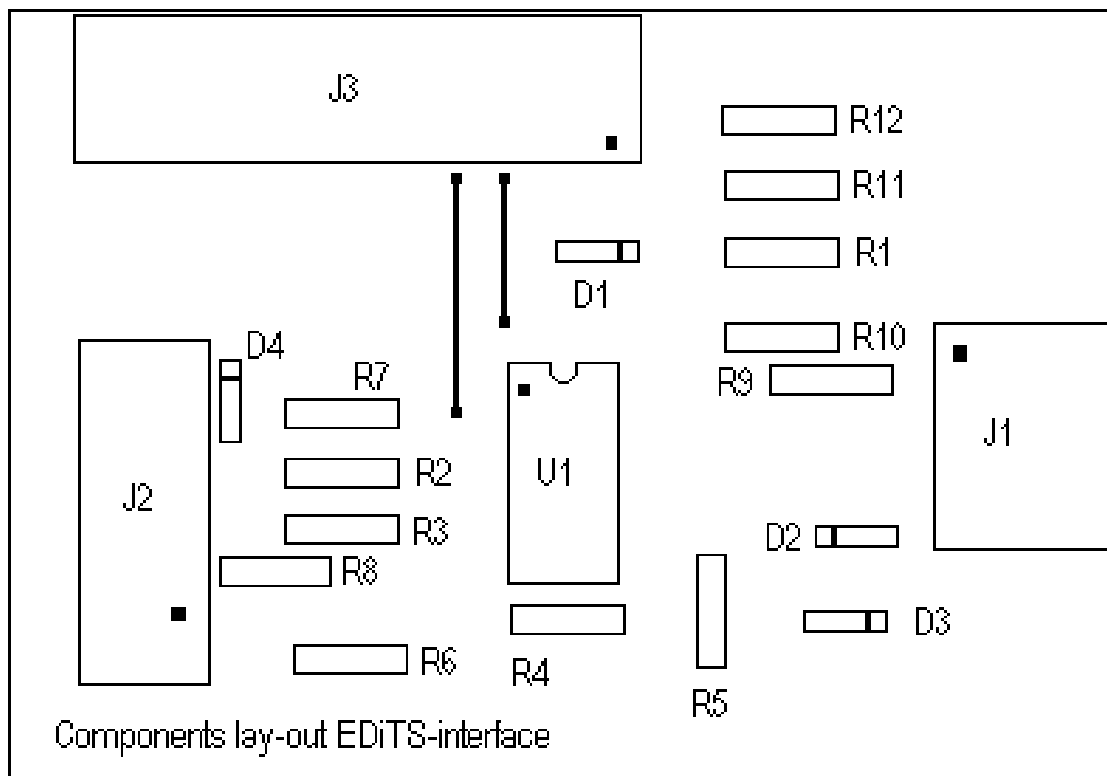 J3
R12
R11
R1
D1
R10
D4
R7
R9
J1
R2
U1
J2
R3
D2
R8
D3
R6
R4
R5
Components lay-out EDiTS-interface